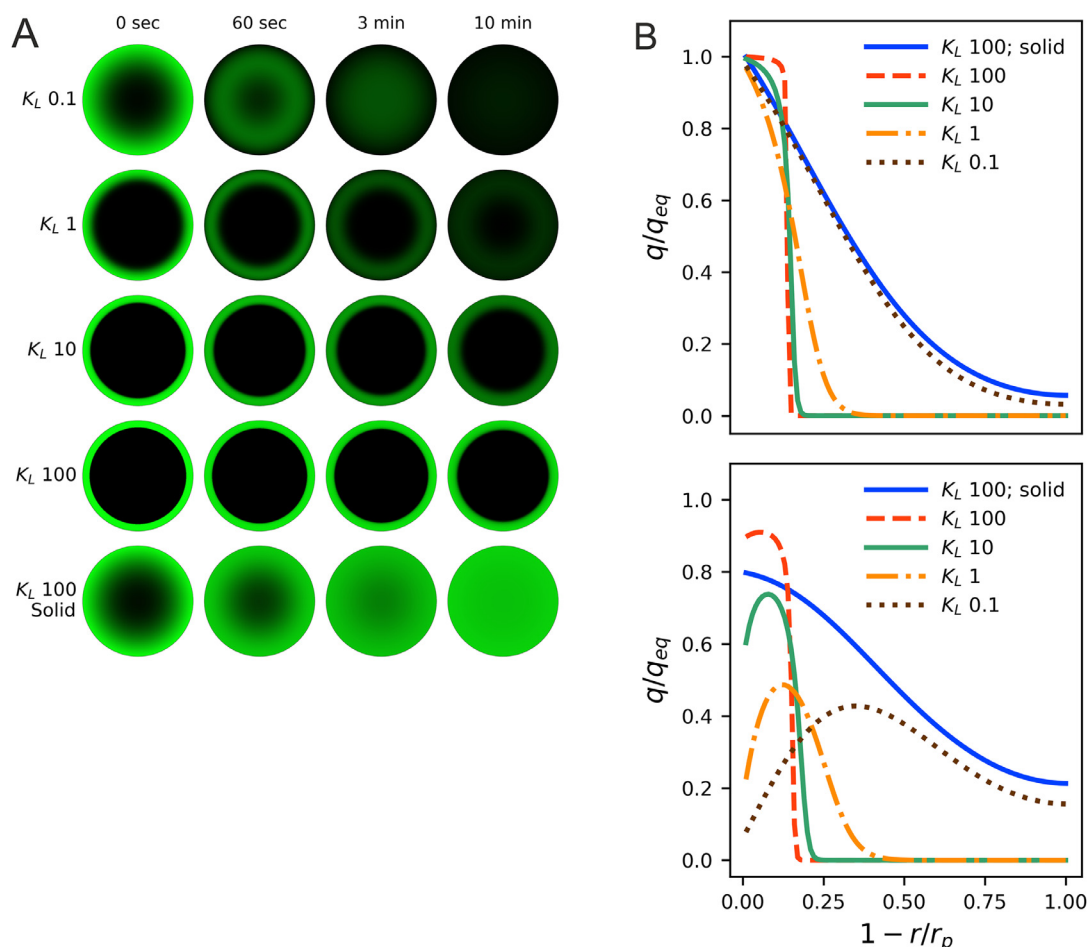 A
0 sec 60 sec 3 min 10 min
K_L 0.1
K_L 1
K_L 10
K_L 100
K_L 100
Solid
B
K_L 100; solid
K_L 100
K_L 10
K_L 1
K_L 0.1
1.0
0.8
0.6
0.4
0.2
0.0
q/q_eq
K_L 100; solid
K_L 100
K_L 10
K_L 1
K_L 0.1
1.0
0.8
0.6
0.4
0.2
0.0
q/q_eq
0.00 0.25 0.50 0.75 1.00
1 − r/r_p